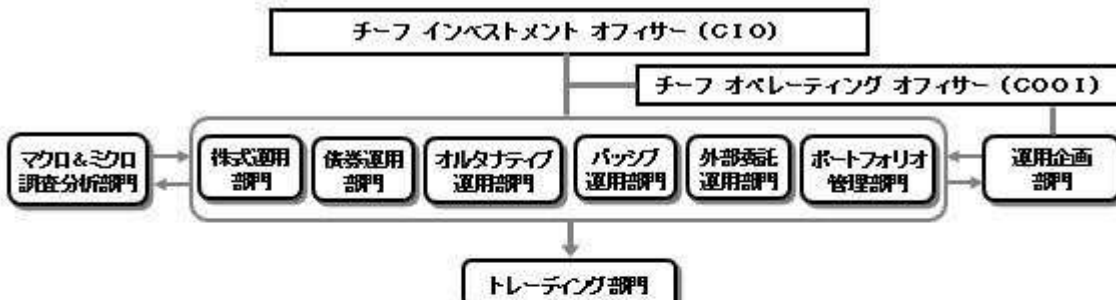 チーフ インベストメント オフィサー (CIO)
チーフ オペレーティング オフィサー (COOI)
マクロ&ミクロ
調査分析部門
株式運用
部門
債券運用
部門
オルタナティブ
運用部門
パッシブ
運用部門
外部委託
運用部門
ポートフォリオ
管理部門
運用企画
部門
トレーディング部門